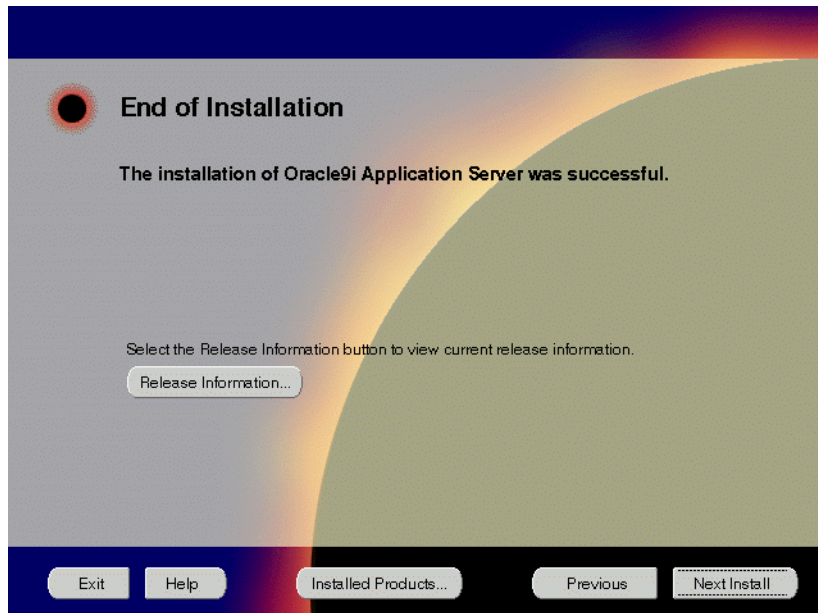 End of Installation
The installation of Oracle9i Application Server was successful.
Select the Release Information button to view current release information.
Release Information...
Exit
Help
Installed Products...
Previous
Next Install